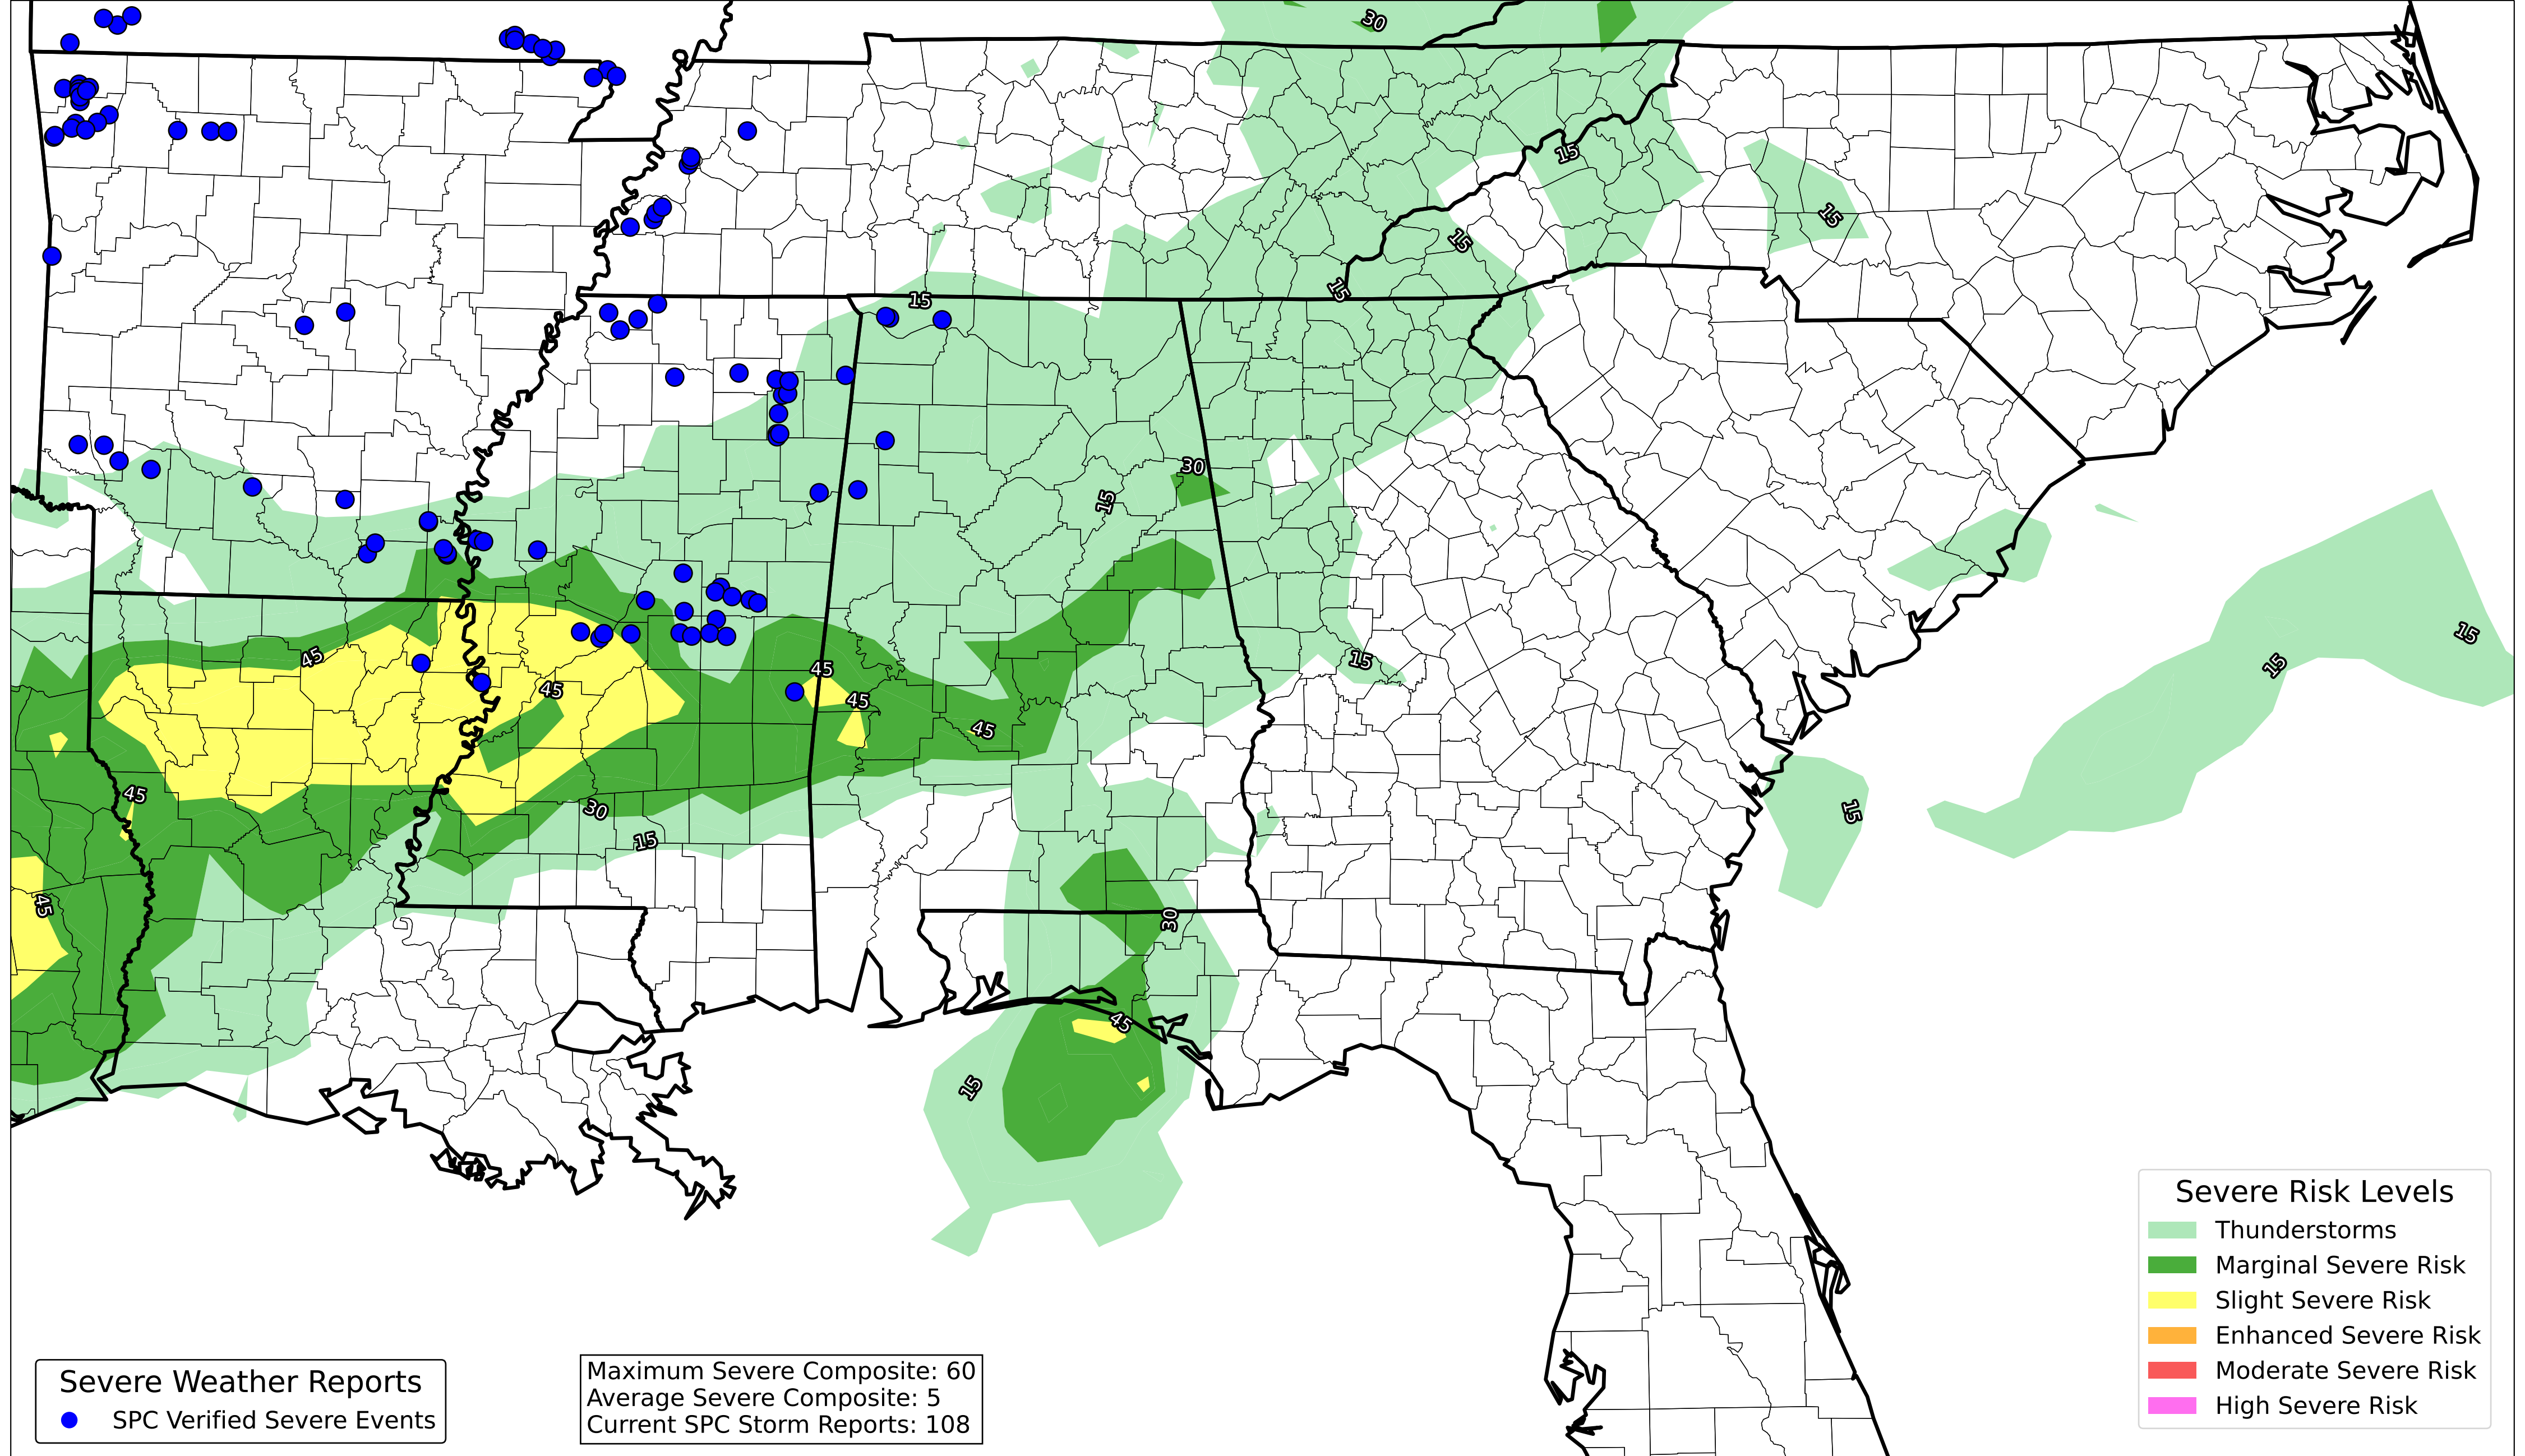 30
15
15
15
15
15
30
15
45
15
15
15
45
45
45
45
45
30
15
15
45
30
45
15
Severe Risk Levels
Thunderstorms
Marginal Severe Risk
Slight Severe Risk
Enhanced Severe Risk
Moderate Severe Risk
High Severe Risk
Severe Weather Reports
SPC Verified Severe Events
Maximum Severe Composite: 60
Average Severe Composite: 5
Current SPC Storm Reports: 108